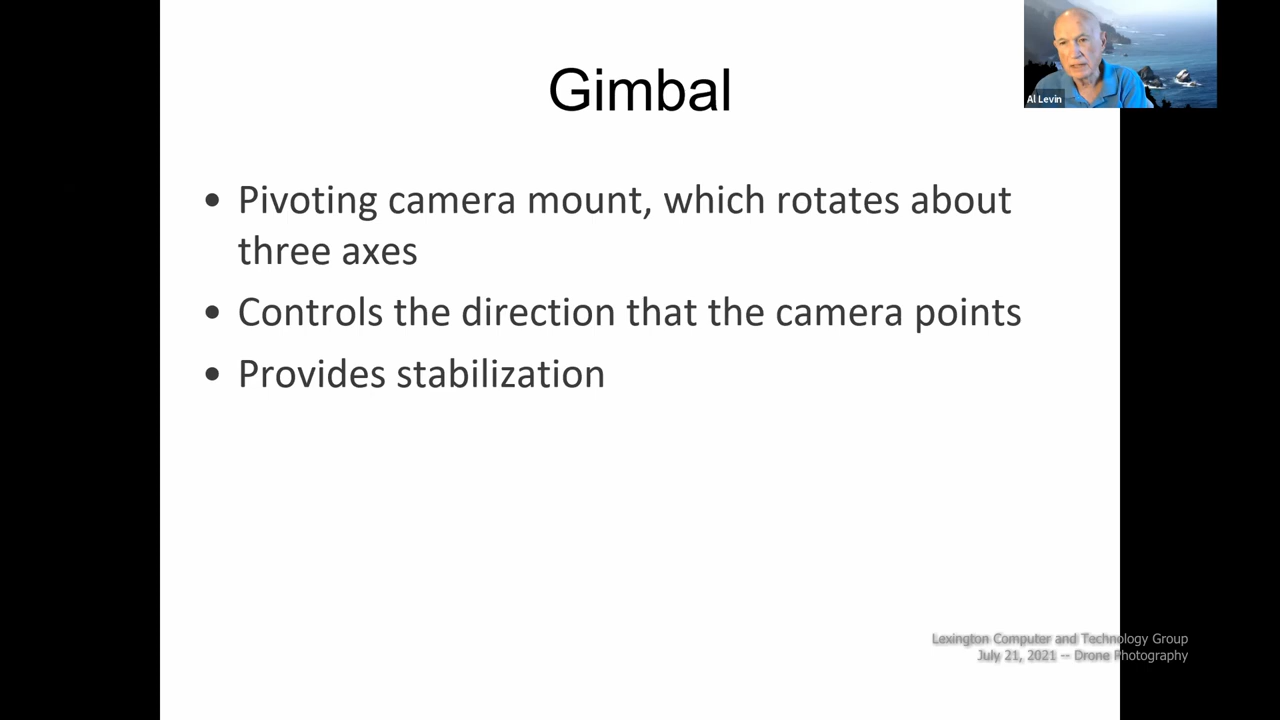 Gimbal
Al Levin
• Pivoting camera mount, which rotates about
three axes
• Controls the direction that the camera points
• Provides stabilization
Lexington Computer and Technology Group
July 21, 2021 -- Drone Photography